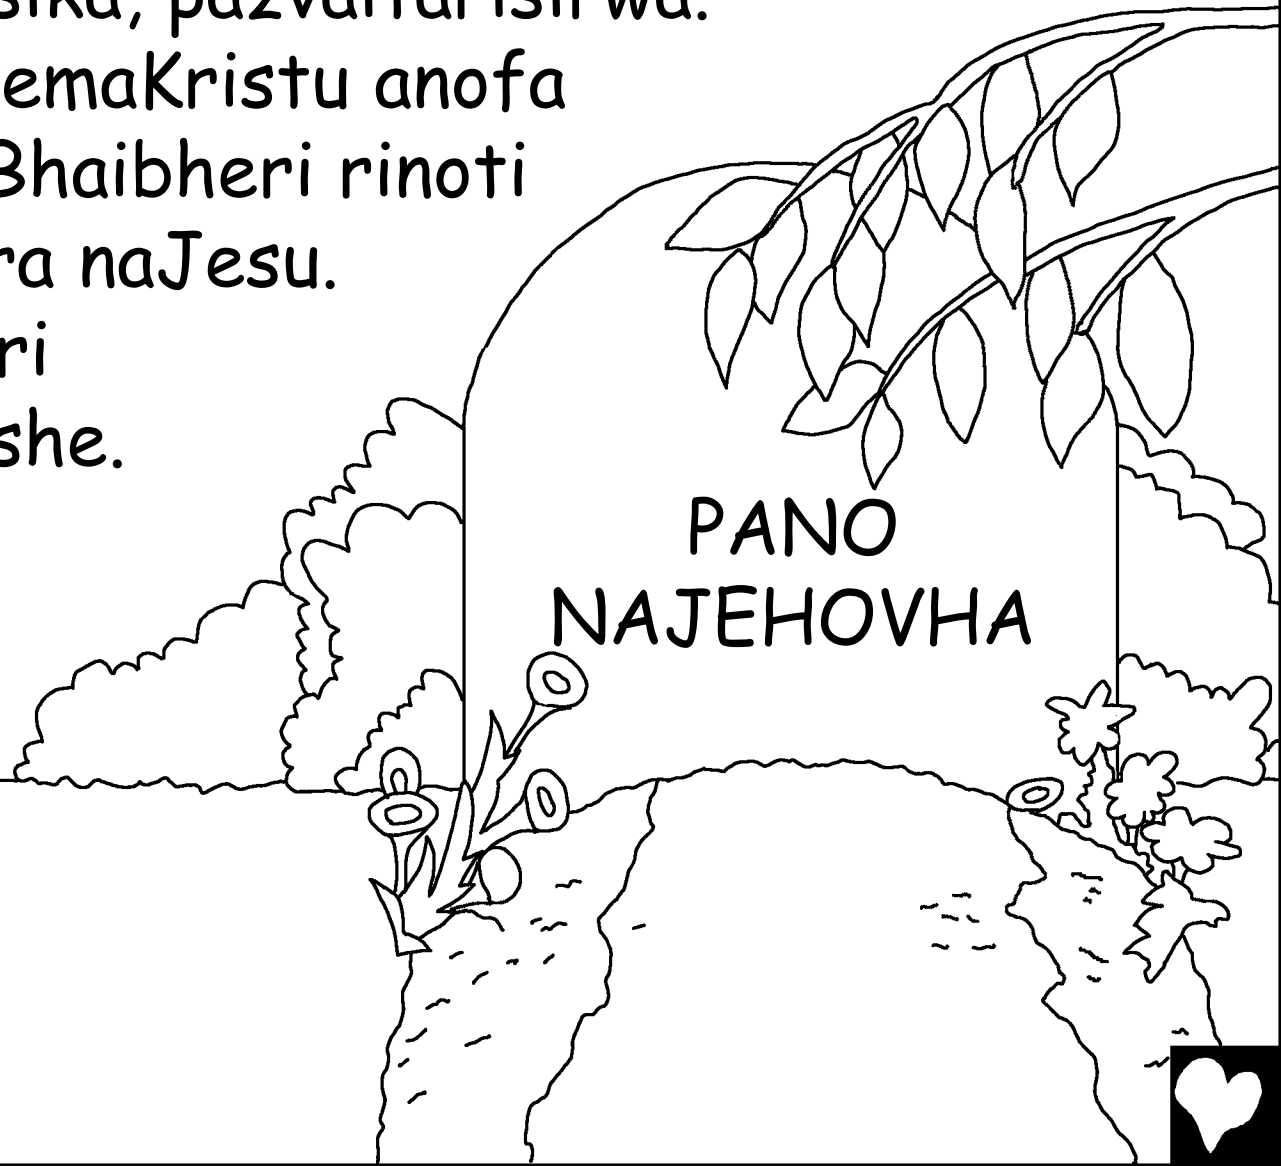 emaKristu anofa
Bhaibheri rinoti
ra naJesu.
ri
she.
PANO
NAJEHOVHA